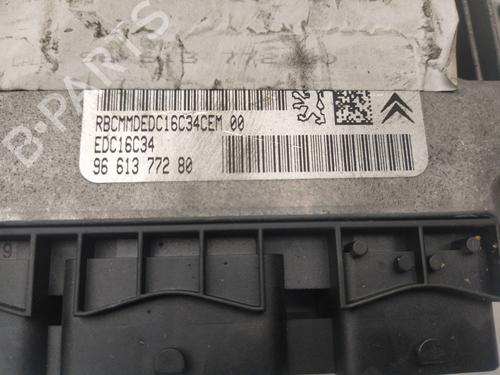 RBCMMDEDC16C34CEM 00
EDC16C34
96 613 772 80
B-PARTS